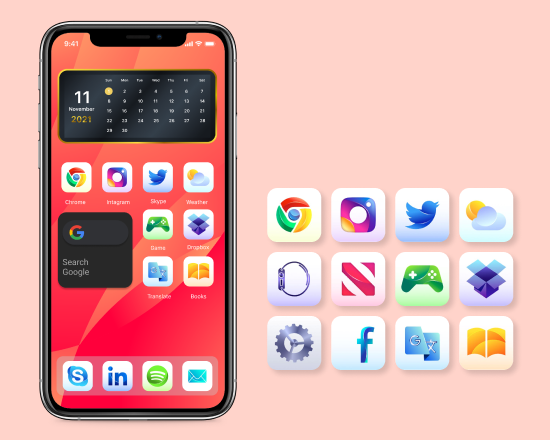 9:41
Sun Mon Tue Wed Thu Fri Sat
1 2 3 4 5 6 7
11
8 9 10 11 12 13 14
November
15 16 17 18 19 20 21
2021
22 23 24 25 26 27 28
29 30
Chrome Intagram Skype Weather
G
Search
Google
Game Dropbox
Translate Books
S in
f G